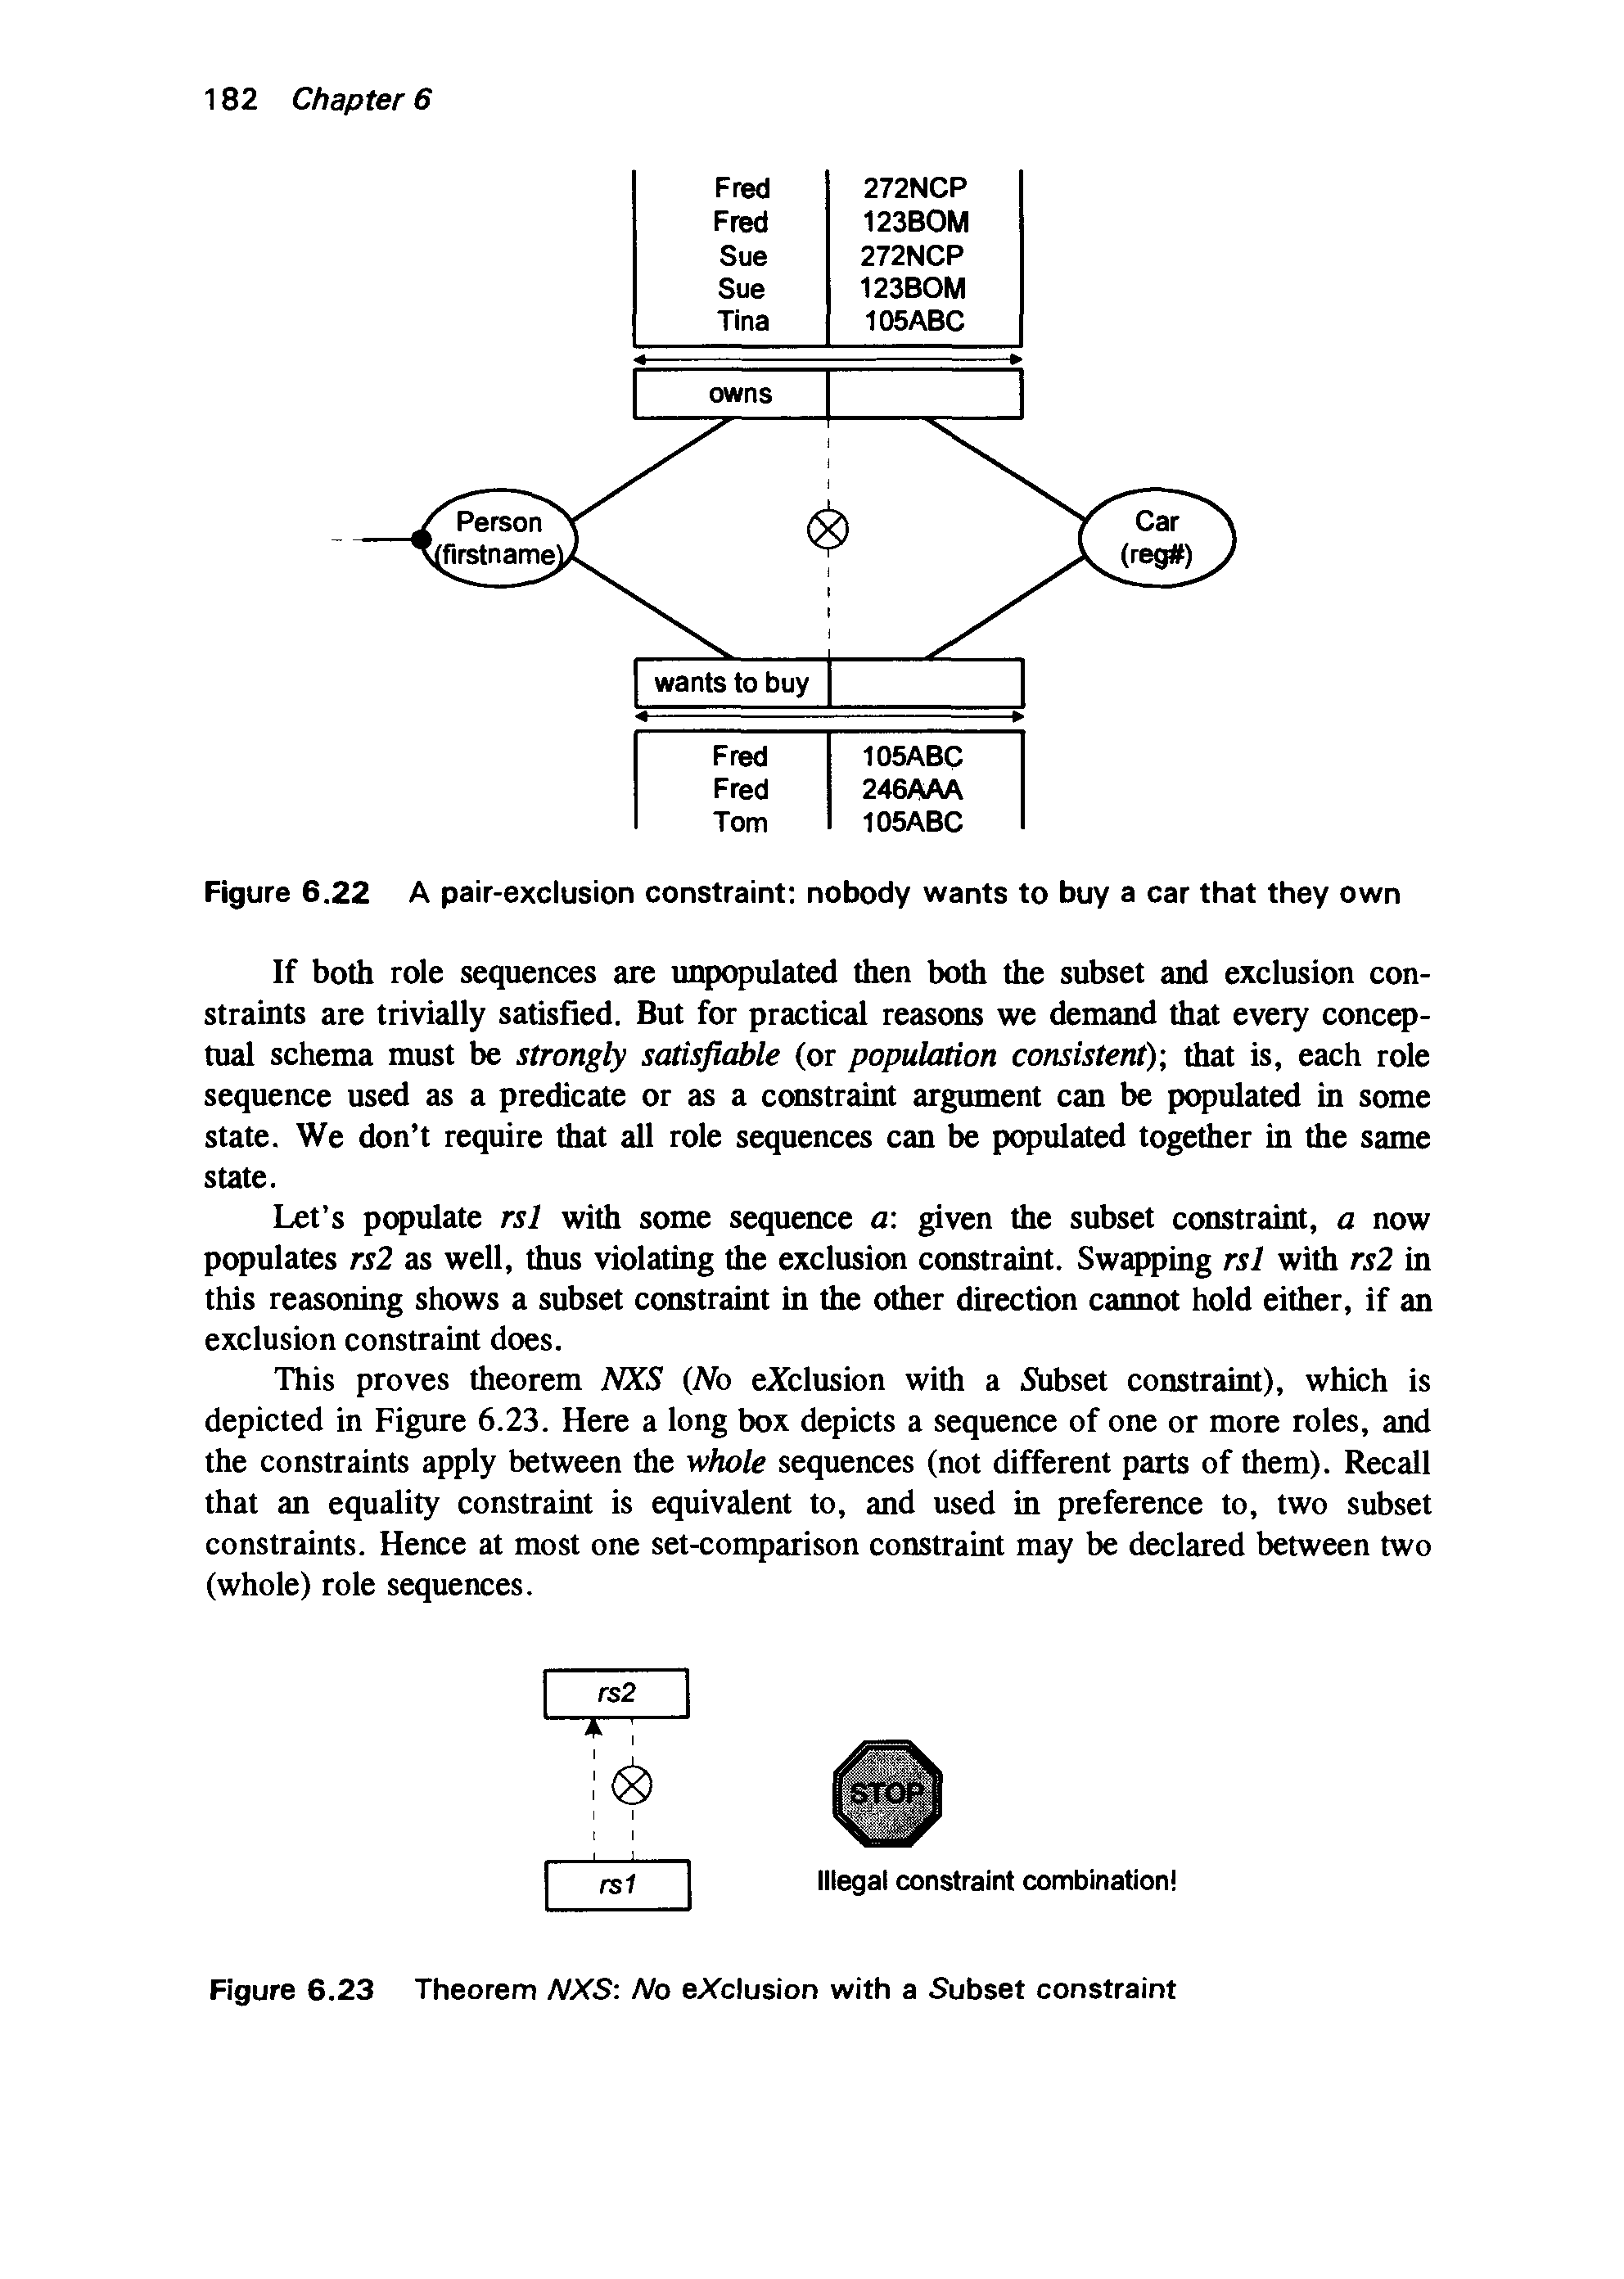 182 Chapter 6
Fred 272NCP
Fred 123BOM
Sue 272NCP
Sue 123BOM
Tina 105ABC
owns
Person
(firstname)
Car
(reg#)
wants to buy
Fred 105ABC
Fred 246AAA
Tom 105ABC
Figure 6.22 A pair-exclusion constraint: nobody wants to buy a car that they own
If both role sequences are unpopulated then both the subset and exclusion con-
straints are trivially satisfied. But for practical reasons we demand that every concep-
tual schema must be strongly satisfiable (or population consistent); that is, each role
sequence used as a predicate or as a constraint argument can be populated in some
state. We don't require that all role sequences can be populated together in the same
state.
Let's populate rs1 with some sequence a: given the subset constraint, a now
populates rs2 as well, thus violating the exclusion constraint. Swapping rs1 with rs2 in
this reasoning shows a subset constraint in the other direction cannot hold either, if an
exclusion constraint does.
This proves theorem NXS (No eXclusion with a Subset constraint), which is
depicted in Figure 6.23. Here a long box depicts a sequence of one or more roles, and
the constraints apply between the whole sequences (not different parts of them). Recall
that an equality constraint is equivalent to, and used in preference to, two subset
constraints. Hence at most one set-comparison constraint may be declared between two
(whole) role sequences.
rs2
STOP
rs1
Illegal constraint combination!
Figure 6.23 Theorem NXS: No eXclusion with a Subset constraint